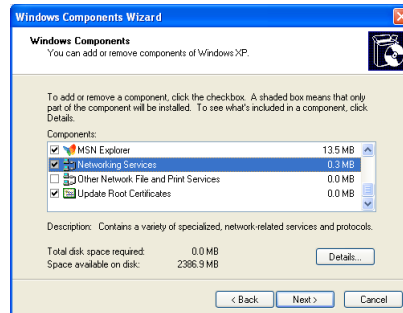 Windows Components Wizard
Windows Components
You can add or remove components of Windows XP.
To add or remove a component, click the checkbox. A shaded box means that only
part of the component will be installed. To see what's included in a component, click
Details.
Components:
MSN Explorer 13.5 MB
Networking Services 0.3 MB
Other Network File and Print Services 0.0 MB
Update Root Certificates 0.0 MB
Description: Contains a variety of specialized, network-related services and protocols.
Total disk space required: 0.0 MB
Space available on disk: 2386.9 MB
Details...
< Back Next > Cancel